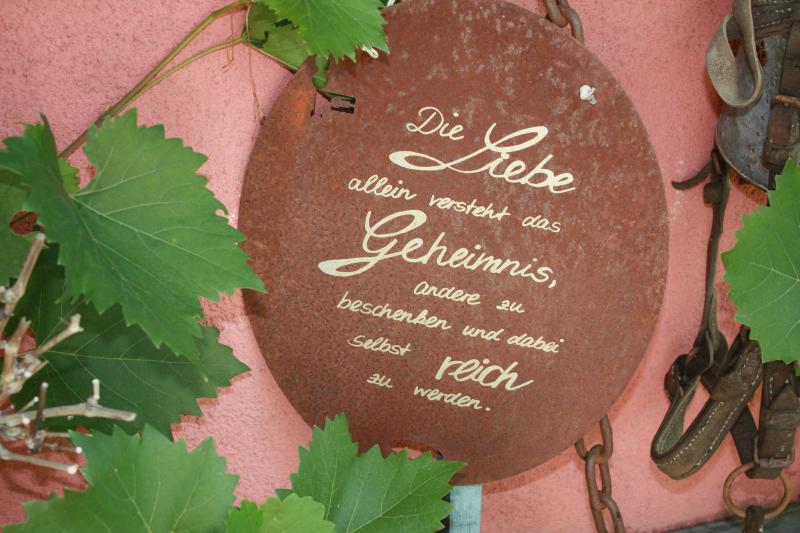 Die Liebe
allein versteht das
Geheimnis,
andere zu
beschenken und dabei
selbst reich
zu werden.